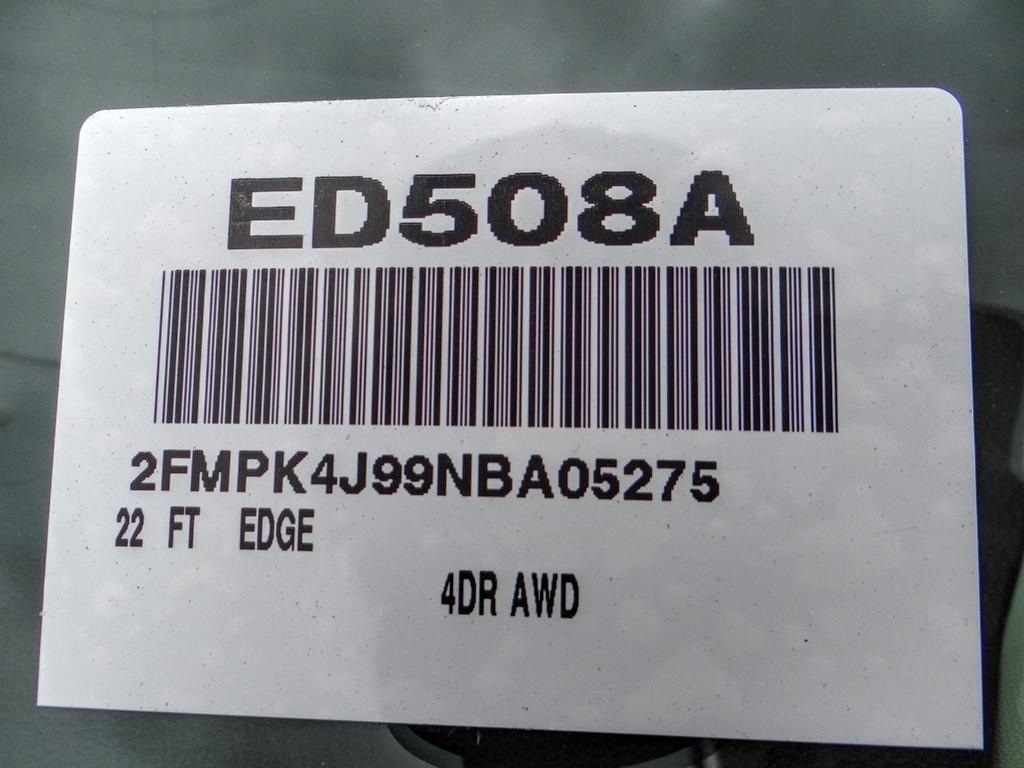 ED508A
2FMPK4J99NBA05275
22 FT EDGE
4DR AWD